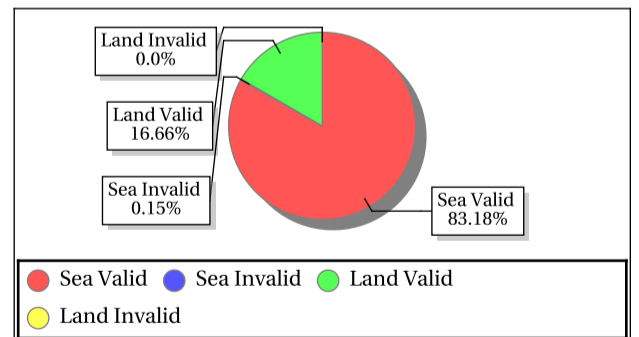 Land Invalid
0.0%
Land Valid
16.66%
Sea Invalid
0.15%
Sea Valid
83.18%
Sea Valid Sea Invalid Land Valid
Land Invalid